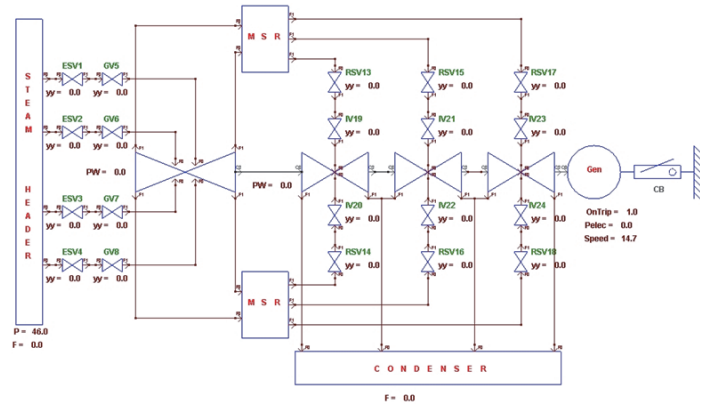 M S R
STEAM HEADER
ESV1 GV5
yy = 0.0 yy = 0.0
ESV2 GV6
yy = 0.0 yy = 0.0
PW = 0.0
ESV3 GV7
yy = 0.0 yy = 0.0
ESV4 GV8
yy = 0.0 yy = 0.0
P = 46.0
F = 0.0
RSV13 RSV15 RSV17
yy = 0.0 yy = 0.0 yy = 0.0
IV19 IV21 IV23
yy = 0.0 yy = 0.0 yy = 0.0
PW = 0.0
IV20 IV22 IV24
yy = 0.0 yy = 0.0 yy = 0.0
RSV14 RSV16 RSV18
yy = 0.0 yy = 0.0 yy = 0.0
Gen
CB
OnTrip = 1.0
Pelec = 0.0
Speed = 14.7
M S R
C O N D E N S E R
F = 0.0